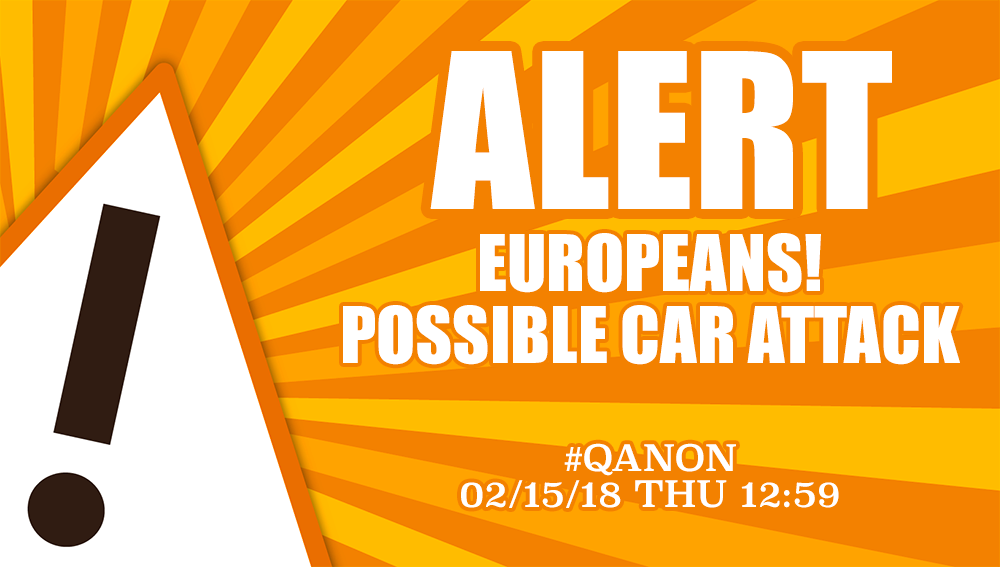 ALERT
EUROPEANS!
POSSIBLE CAR ATTACK
#QANON
02/15/18 THU 12:59